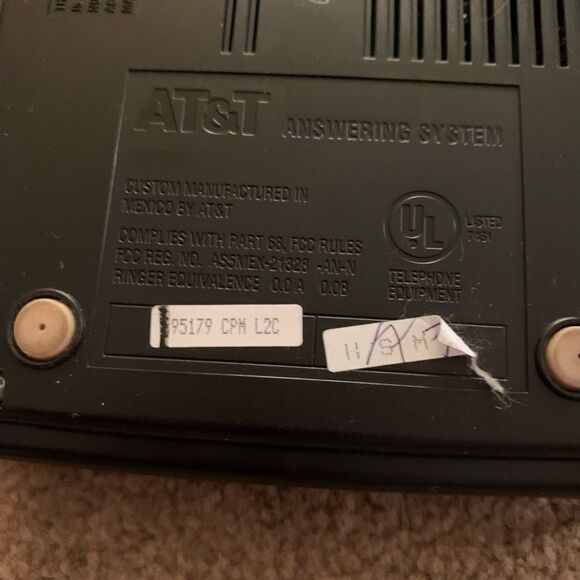 AT&T ANSWERING SYSTEM
CUSTOM MANUFACTURED IN
MEXICO BY AT&T
COMPLIES WITH PART 68, FCC RULES
FCC REG. NO. AS5MEX-21328 -AN-N
RINGER EQUIVALENCE 0.0 A 0.0B
UL
LISTED
TELEPHONE
EQUIPMENT
95179 CPM L2C
H S M